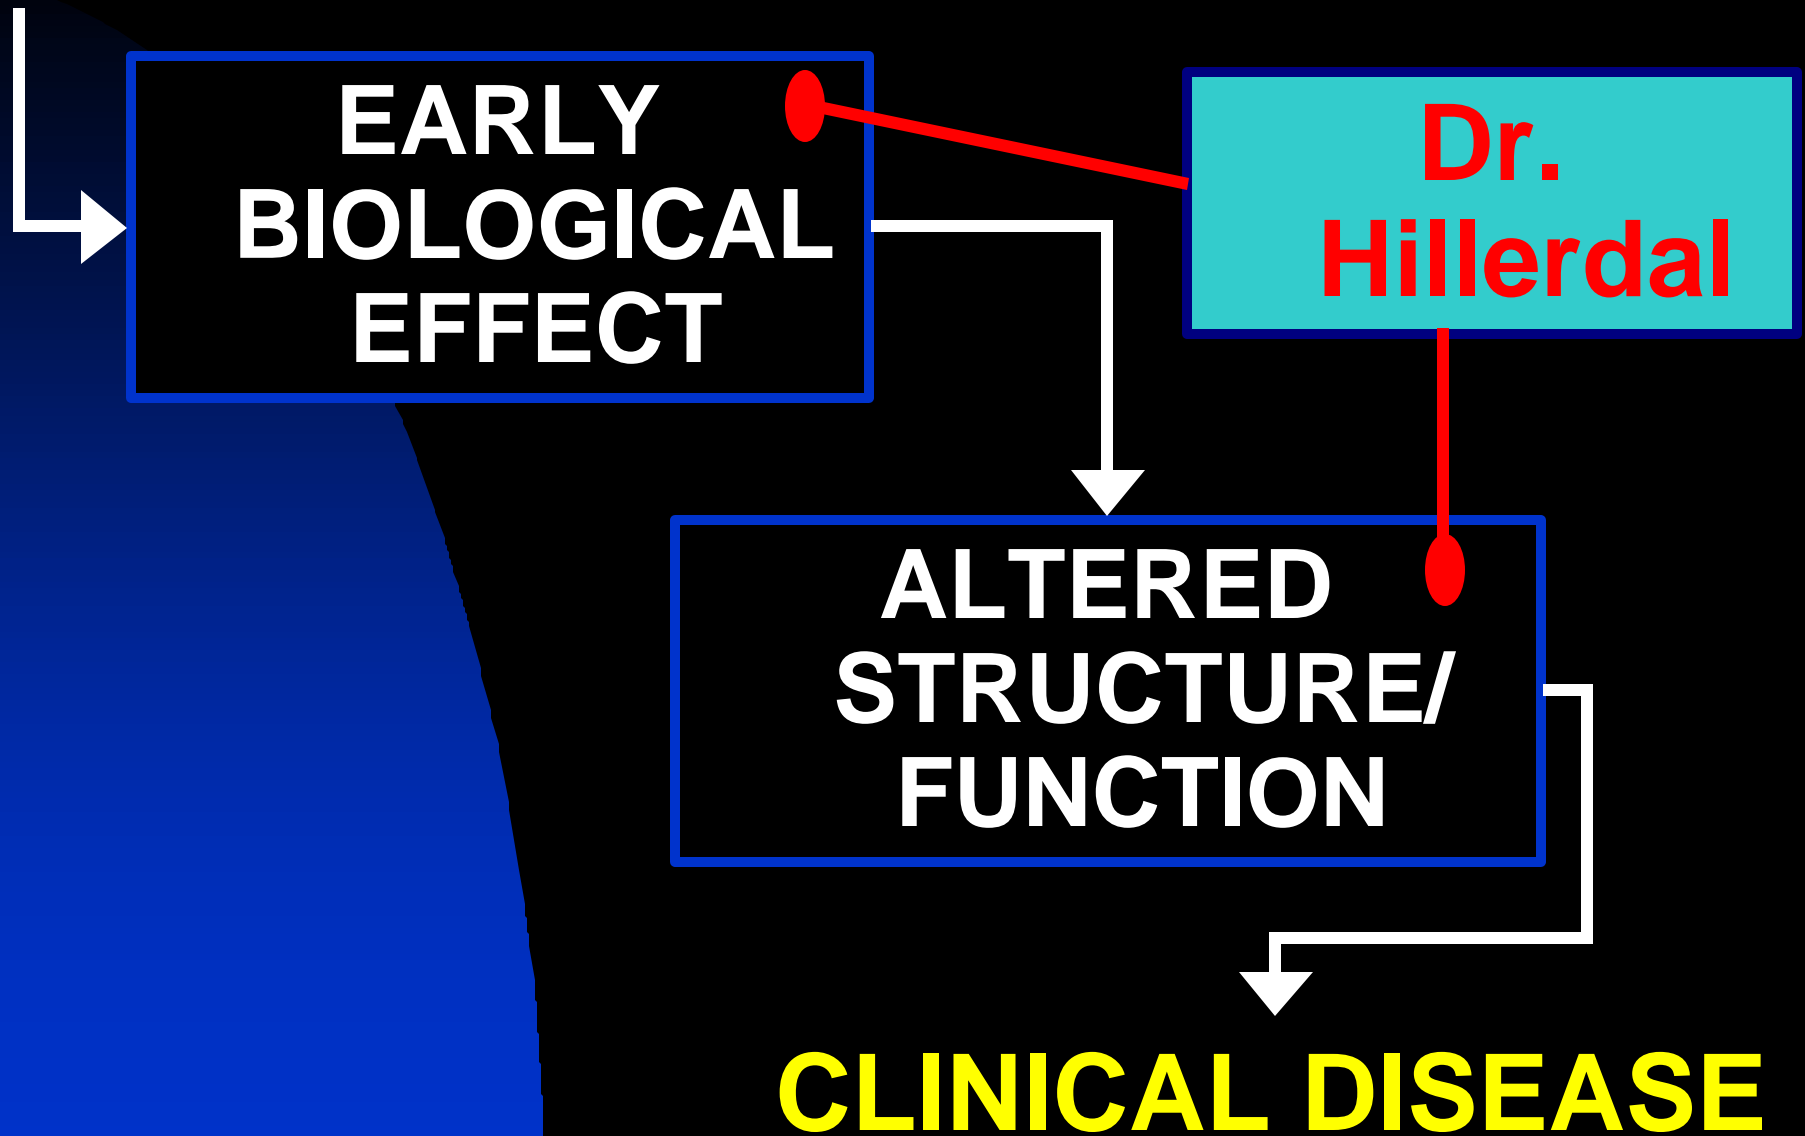 EARLY
BIOLOGICAL
EFFECT
Dr.
Hillerdal
ALTERED
STRUCTURE/
FUNCTION
CLINICAL DISEASE